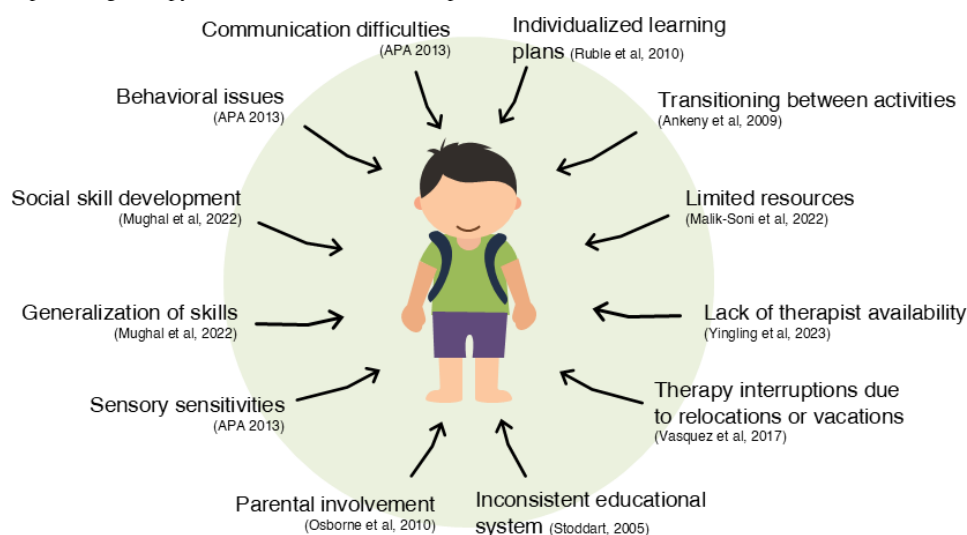 Communication difficulties
(APA 2013)
Individualized learning
plans (Ruble et al, 2010)
Behavioral issues
(APA 2013)
Transitioning between activities
(Ankeny et al, 2009)
Social skill development
(Mughal et al, 2022)
Limited resources
(Malik-Soni et al, 2022)
Generalization of skills
(Mughal et al, 2022)
Lack of therapist availability
(Yingling et al, 2023)
Sensory sensitivities
(APA 2013)
Therapy interruptions due
to relocations or vacations
(Vasquez et al, 2017)
Parental involvement
(Osborne et al, 2010)
Inconsistent educational
system (Stoddart, 2005)